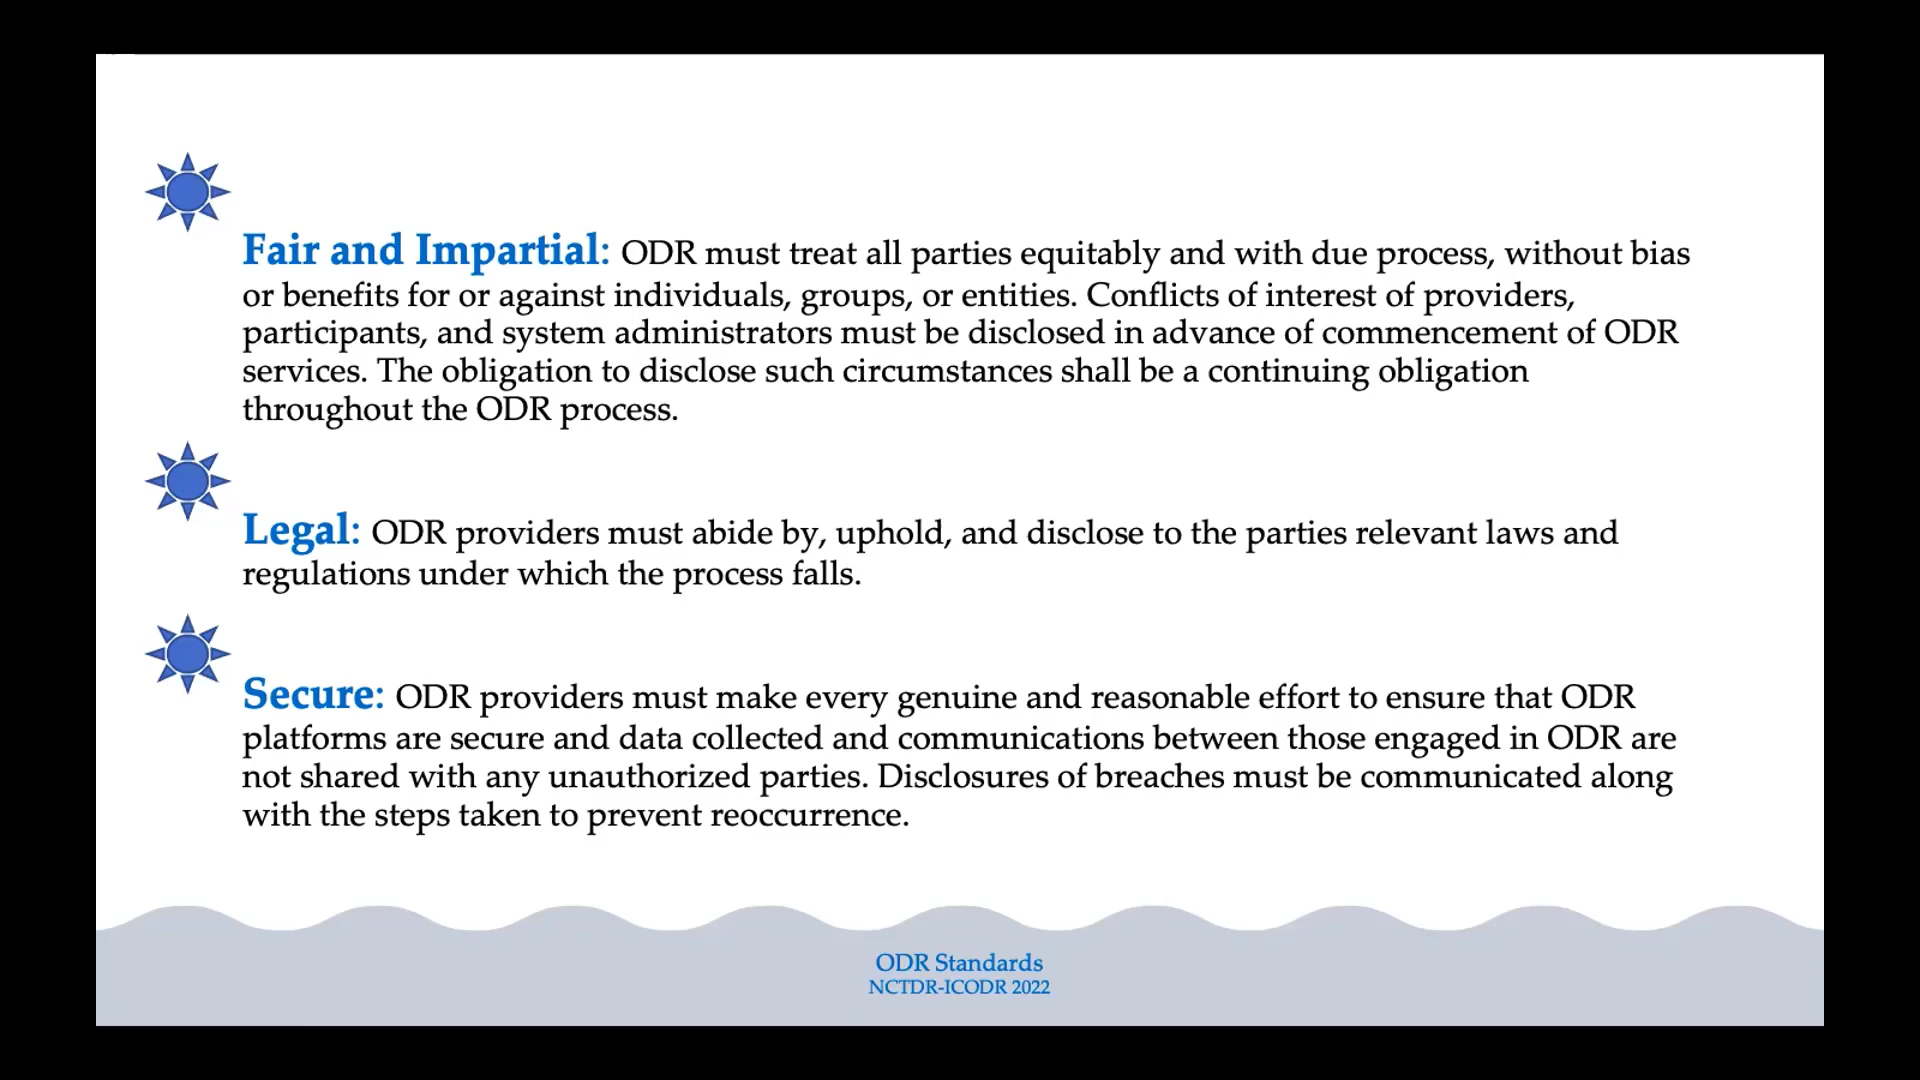 Fair and Impartial: ODR must treat all parties equitably and with due process, without bias
or benefits for or against individuals, groups, or entities. Conflicts of interest of providers,
participants, and system administrators must be disclosed in advance of commencement of ODR
services. The obligation to disclose such circumstances shall be a continuing obligation
throughout the ODR process.
Legal: ODR providers must abide by, uphold, and disclose to the parties relevant laws and
regulations under which the process falls.
Secure: ODR providers must make every genuine and reasonable effort to ensure that ODR
platforms are secure and data collected and communications between those engaged in ODR are
not shared with any unauthorized parties. Disclosures of breaches must be communicated along
with the steps taken to prevent reoccurrence.
ODR Standards
NCTDR-ICODR 2022